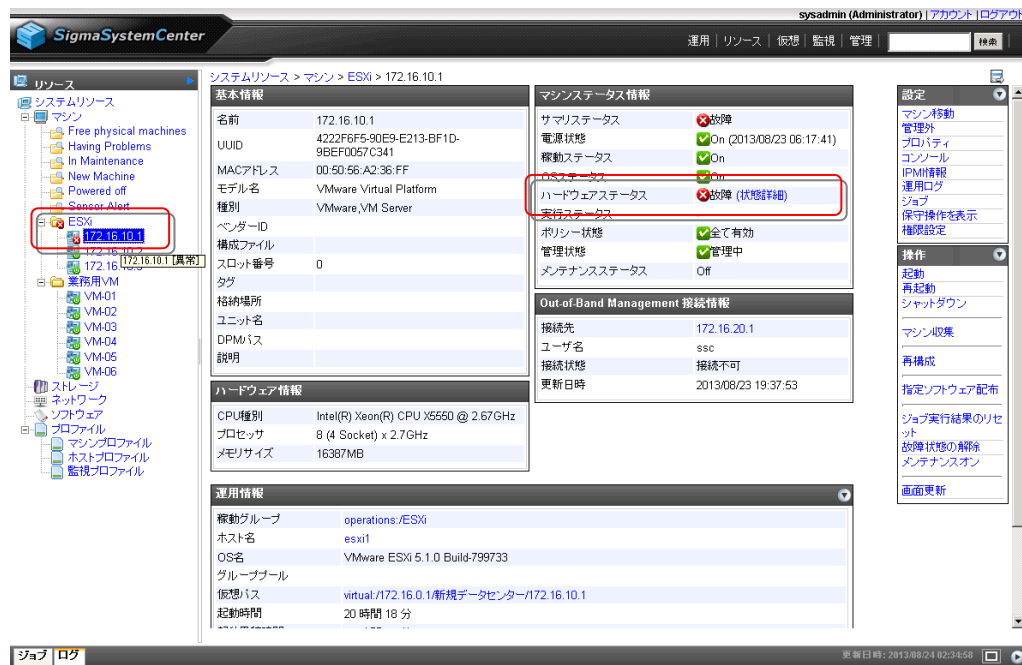 sysadmin (Administrator) | アカウント | ログアウト
SigmaSystemCenter
運用 | リソース | 仮想 | 監視 | 管理 |
検索
リソース
システムリソース
マシン
Free physical machines
Having Problems
In Maintenance
New Machine
Powered off
Sensor Alert
ESXi
172.16.10.1
172.16.10.1 [異常]
業務用VM
VM-01
VM-02
VM-03
VM-04
VM-05
VM-06
ストレージ
ネットワーク
ソフトウェア
プロファイル
マシンプロファイル
ホストプロファイル
監視プロファイル
システムリソース > マシン > ESXi > 172.16.10.1
基本情報
名前 172.16.10.1
UUID 4222F6F5-90E9-E213-BF1D-
9BEF0057C341
MACアドレス 00:50:56:A2:36:FF
モデル名 VMware Virtual Platform
種別 VMware,VM Server
ベンダーID
構成ファイル
スロット番号 0
タグ
格納場所
ユニット名
DPMパス
説明
ハードウェア情報
CPU種別 Intel(R) Xeon(R) CPU X5550 @ 2.67GHz
プロセッサ 8 (4 Socket) x 2.7GHz
メモリサイズ 16387MB
マシンステータス情報
サマリステータス 故障
電源状態 On (2013/08/23 06:17:41)
稼動ステータス On
OSステータス On
ハードウェアステータス 故障 (状態詳細)
実行ステータス -
ポリシー状態 全て有効
管理状態 管理中
メンテナンスステータス Off
Out-of-Band Management 接続情報
接続先 172.16.20.1
ユーザ名 ssc
接続状態 接続不可
更新日時 2013/08/23 19:37:53
運用情報
稼動グループ operations:/ESXi
ホスト名 esxi1
OS名 VMware ESXi 5.1.0 Build-799733
グループプール
仮想パス virtual:/172.16.0.1/新規データセンター/172.16.10.1
起動時間 20 時間 18 分
設定
マシン移動
管理外
プロパティ
コンソール
IPMI情報
運用ログ
ジョブ
保守操作を表示
権限設定
操作
起動
再起動
シャットダウン
マシン収集
再構成
指定ソフトウェア配布
ジョブ実行結果のリセ
ット
故障状態の解除
メンテナンスオン
画面更新
ジョブ ログ
更新日時: 2013/08/24 02:34:58